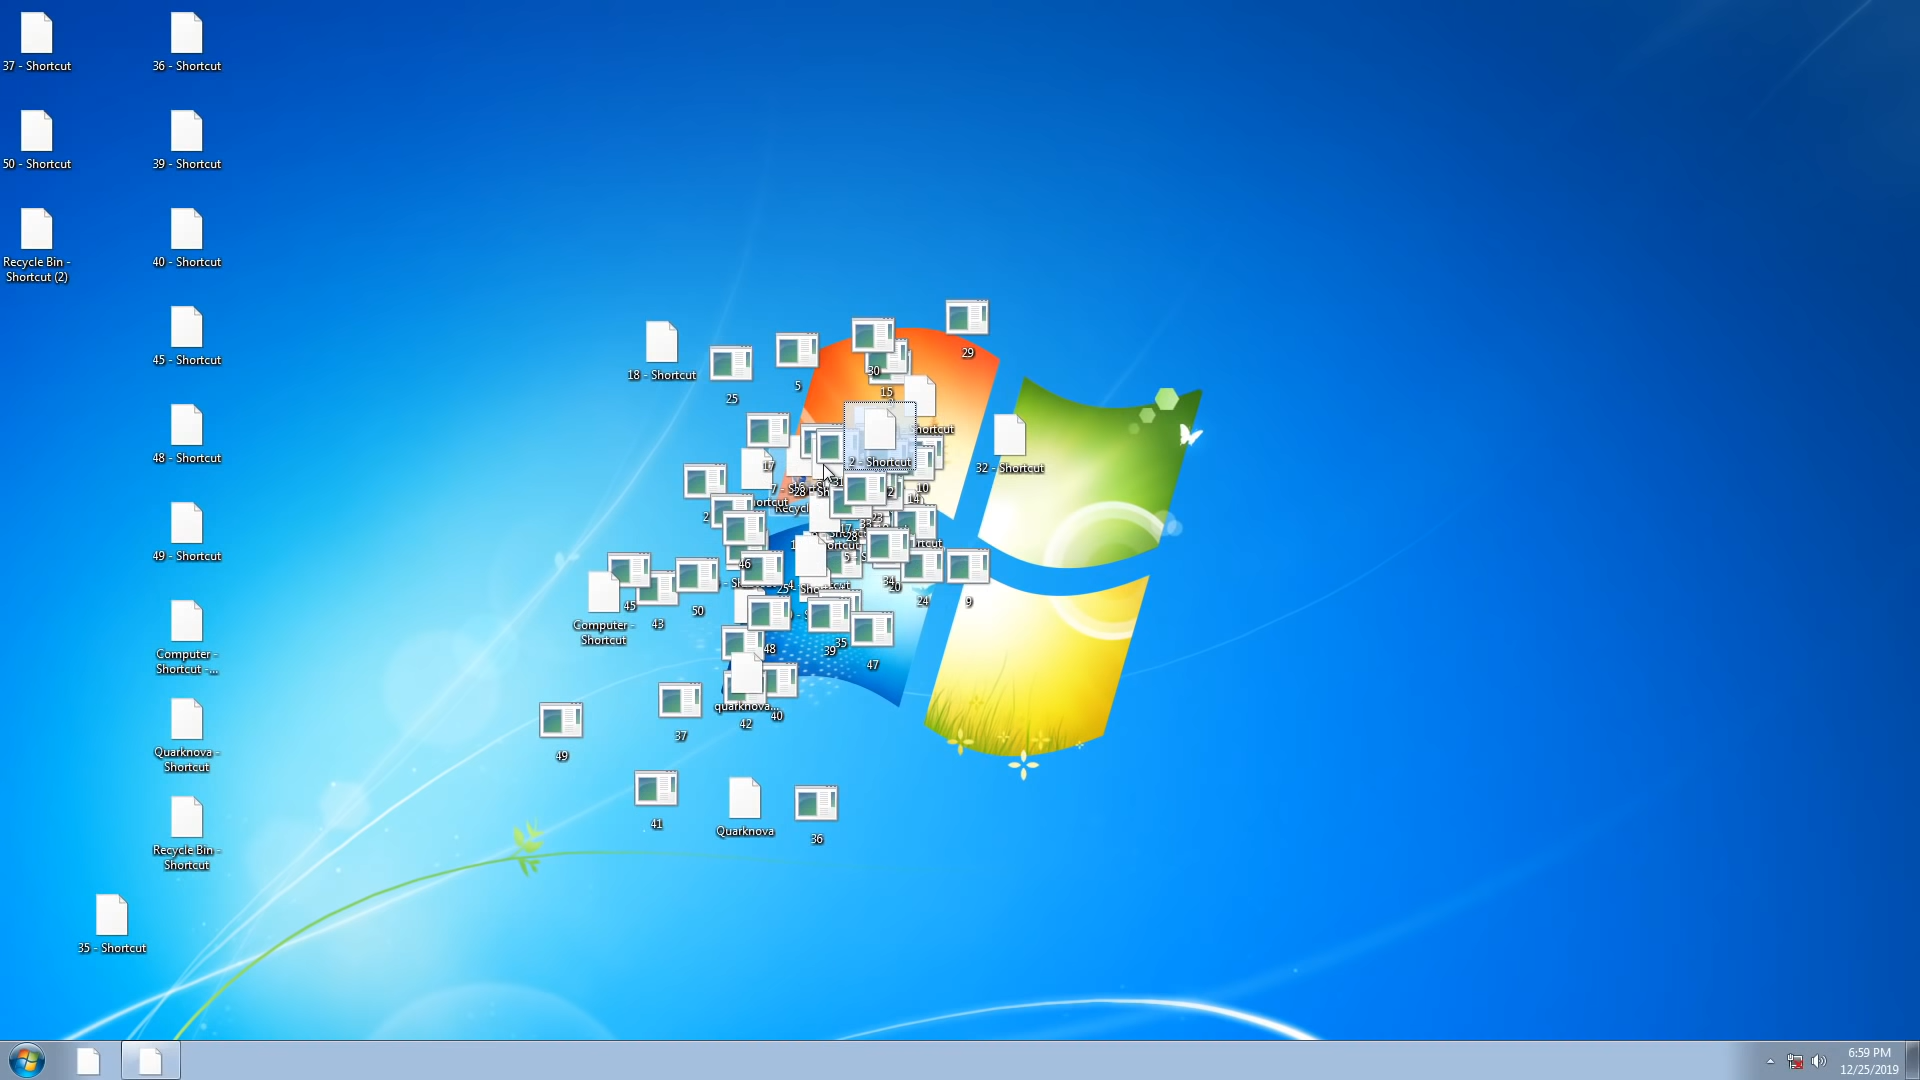 37 - Shortcut
36 - Shortcut
50 - Shortcut
39 - Shortcut
Recycle Bin -
Shortcut (2)
40 - Shortcut
45 - Shortcut
48 - Shortcut
49 - Shortcut
Computer -
Shortcut -...
Quarknova -
Shortcut
Recycle Bin -
Shortcut
35 - Shortcut
29
30
18 - Shortcut
5
15
25
2 - Shortcut
32 - Shortcut
17
10
14
46
34
20
25
24
9
45
43
50
Computer -
Shortcut
48
35
39
47
quarknova...
40
42
37
49
41
Quarknova
36
6:59 PM
12/25/2019